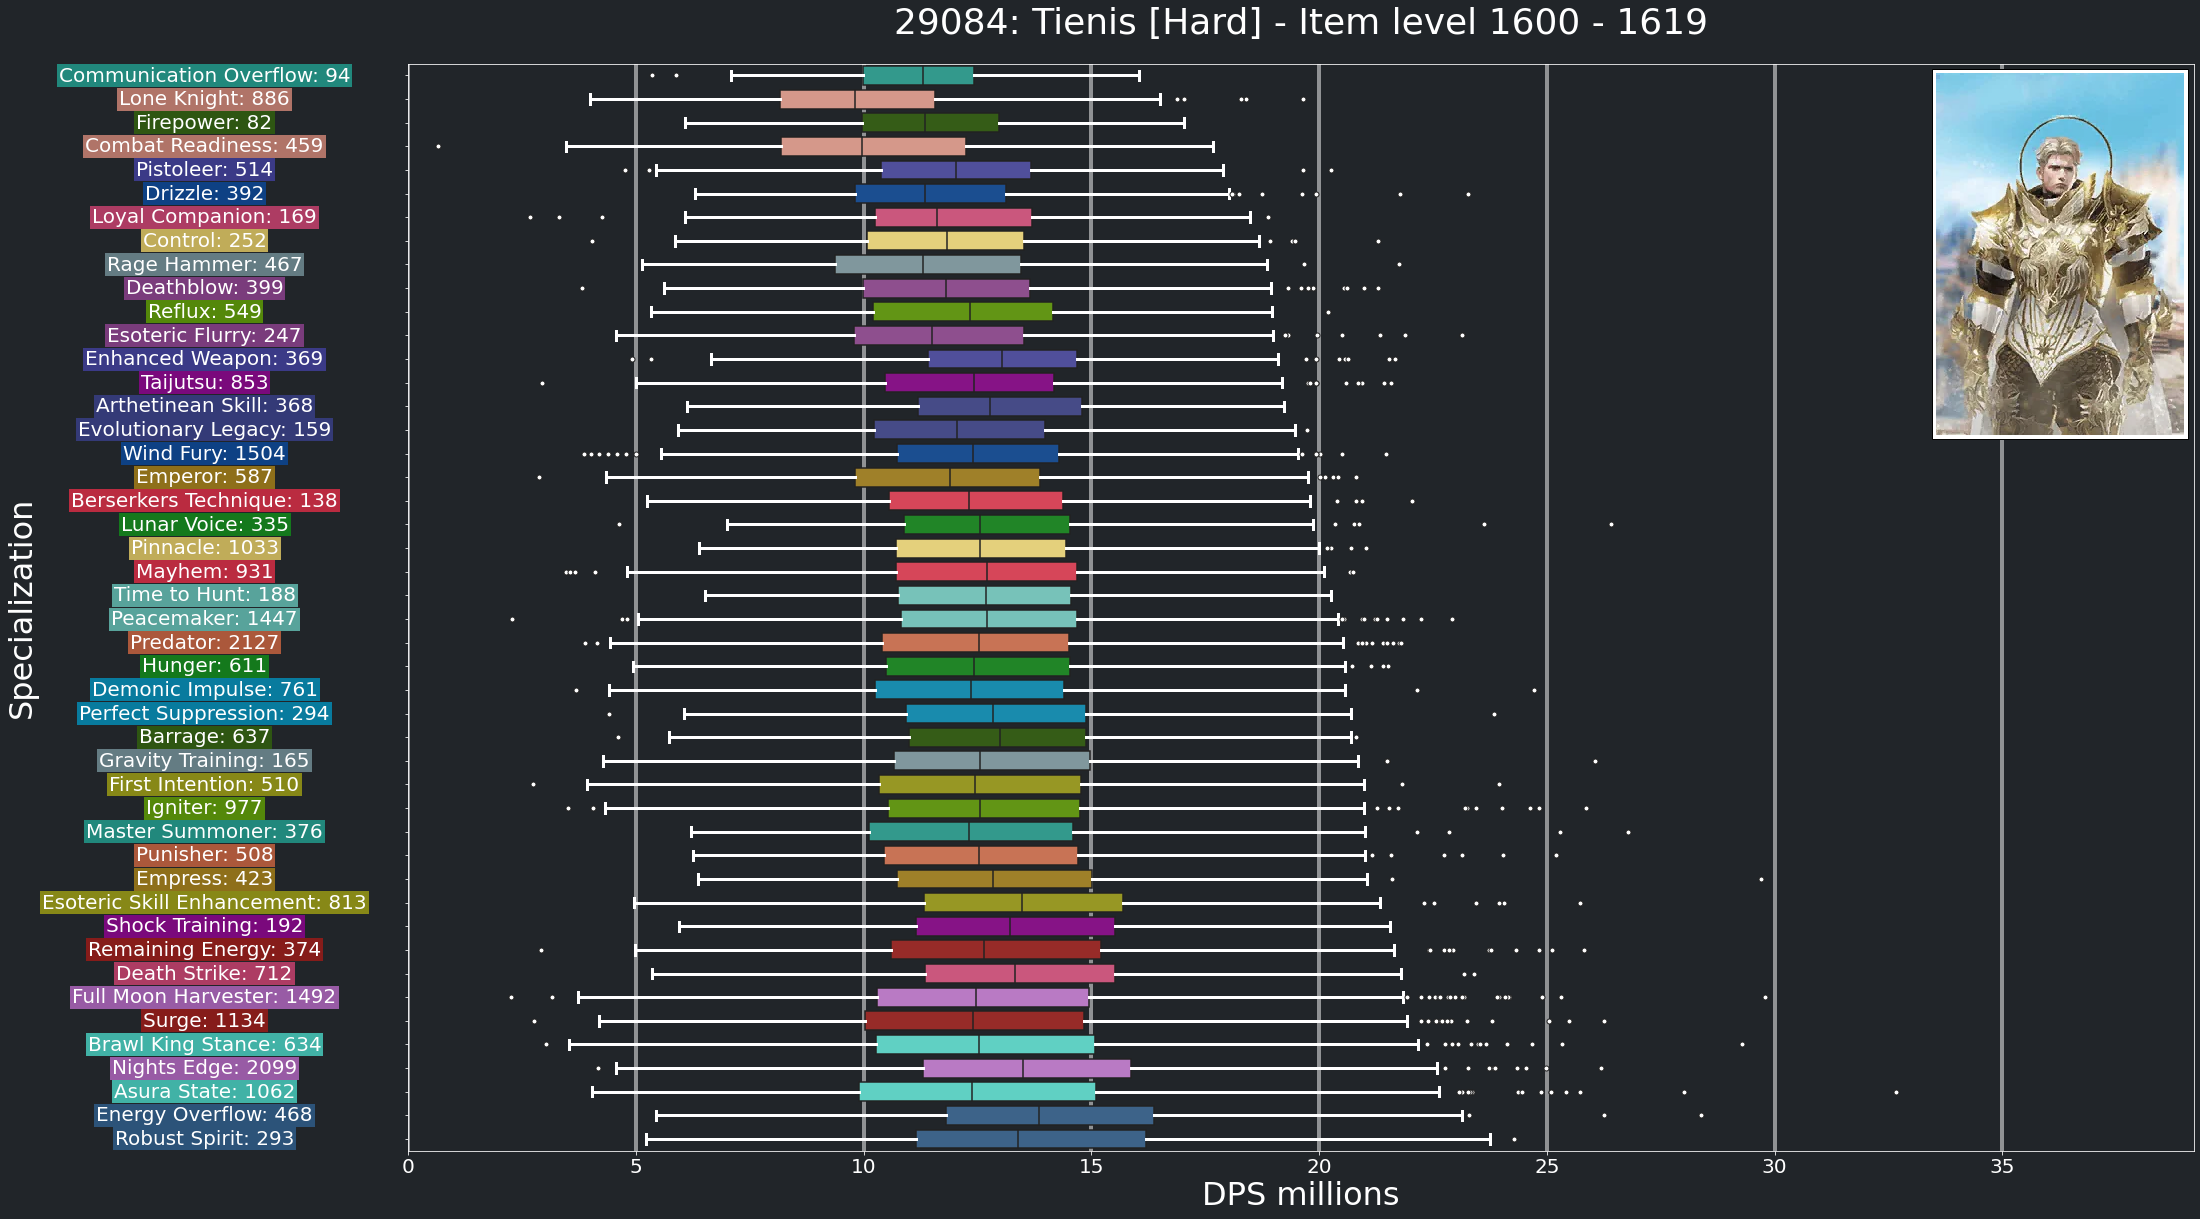 29084: Tienis [Hard] - Item level 1600 - 1619
Specialization
Communication Overflow: 94
Lone Knight: 886
Firepower: 82
Combat Readiness: 459
Pistoleer: 514
Drizzle: 392
Loyal Companion: 169
Control: 252
Rage Hammer: 467
Deathblow: 399
Reflux: 549
Esoteric Flurry: 247
Enhanced Weapon: 369
Taijutsu: 853
Arthetinean Skill: 368
Evolutionary Legacy: 159
Wind Fury: 1504
Emperor: 587
Berserkers Technique: 138
Lunar Voice: 335
Pinnacle: 1033
Mayhem: 931
Time to Hunt: 188
Peacemaker: 1447
Predator: 2127
Hunger: 611
Demonic Impulse: 761
Perfect Suppression: 294
Barrage: 637
Gravity Training: 165
First Intention: 510
Igniter: 977
Master Summoner: 376
Punisher: 508
Empress: 423
Esoteric Skill Enhancement: 813
Shock Training: 192
Remaining Energy: 374
Death Strike: 712
Full Moon Harvester: 1492
Surge: 1134
Brawl King Stance: 634
Nights Edge: 2099
Asura State: 1062
Energy Overflow: 468
Robust Spirit: 293
0 5 10 15 20 25 30 35
DPS millions